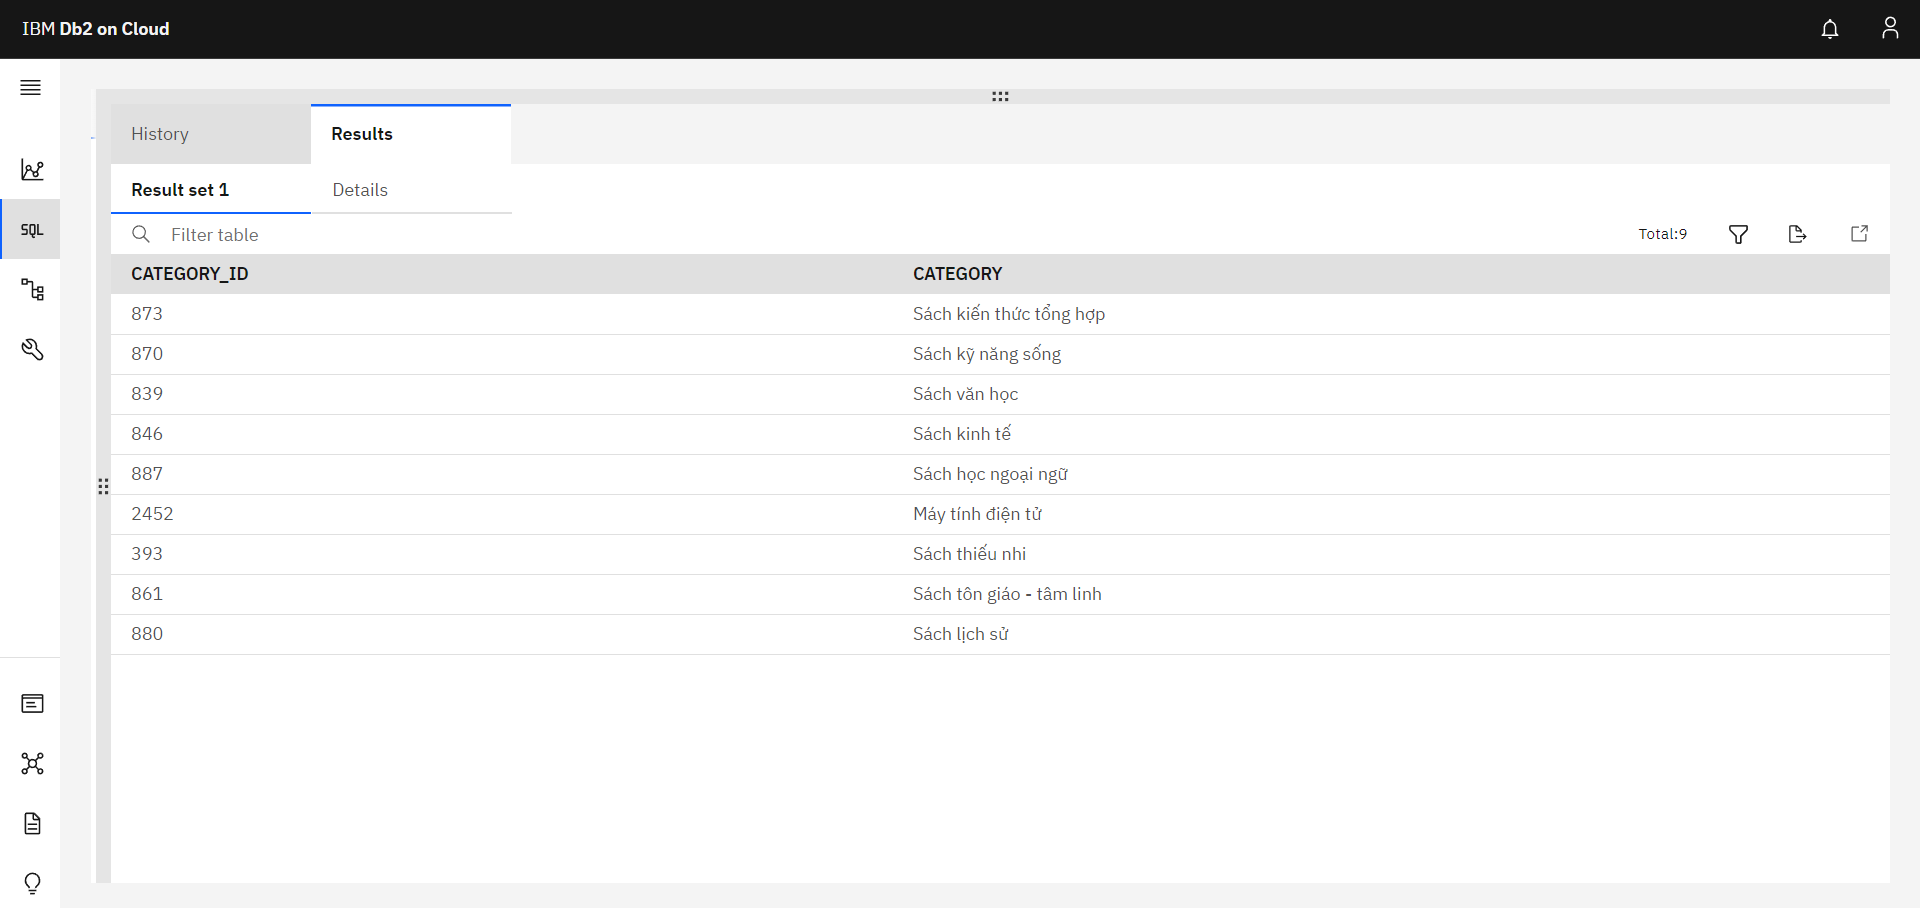 IBM Db2 on Cloud
SQL
History
Results
Result set 1
Details
Filter table
Total:9
CATEGORY_ID CATEGORY
873 Sách kiến thức tổng hợp
870 Sách kỹ năng sống
839 Sách văn học
846 Sách kinh tế
887 Sách học ngoại ngữ
2452 Máy tính điện tử
393 Sách thiếu nhi
861 Sách tôn giáo - tâm linh
880 Sách lịch sử